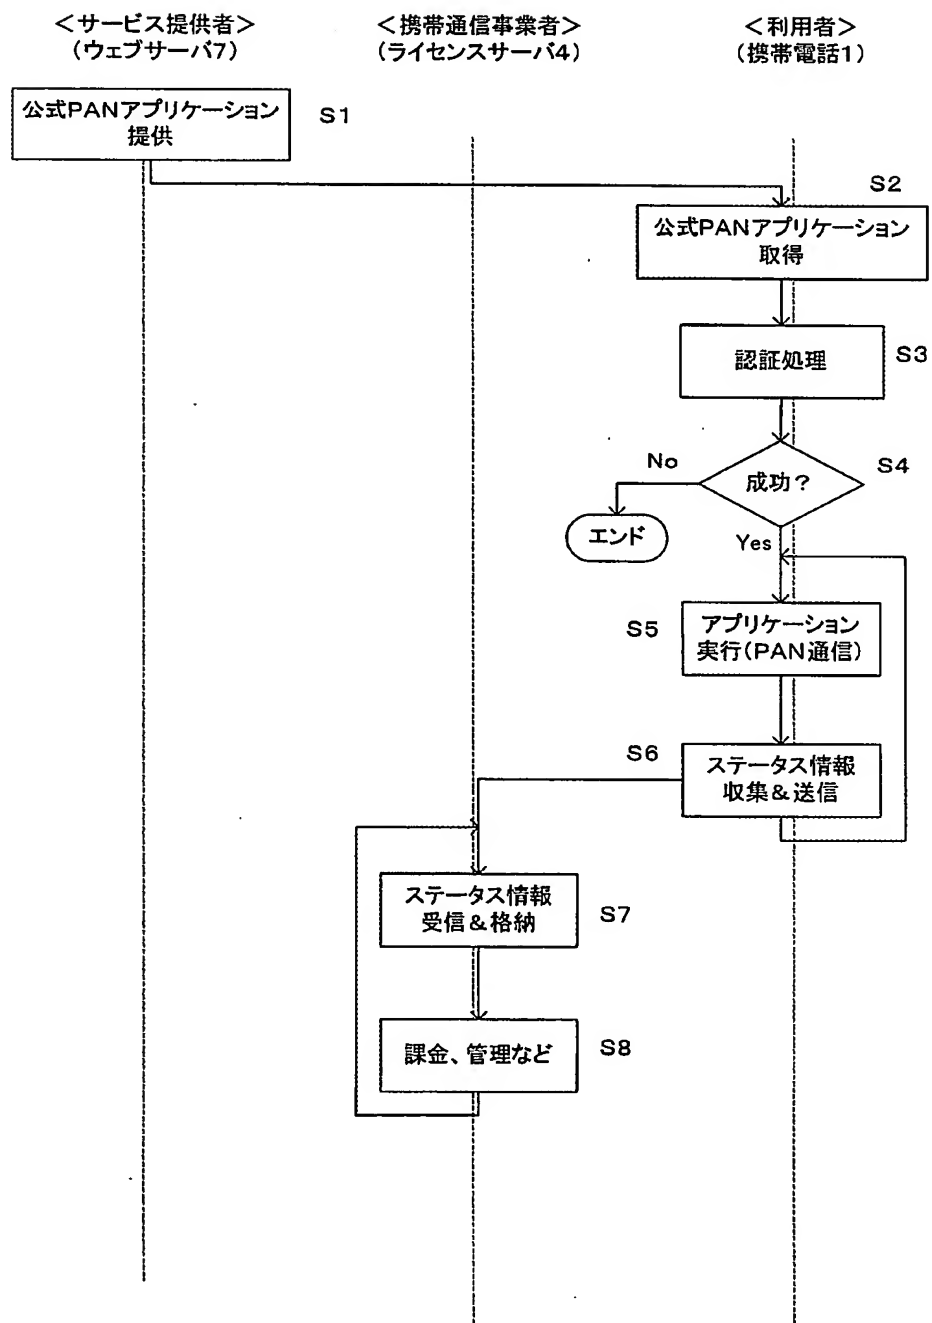 ＜サービス提供者＞
(ウェブサーバ7)
＜携帯通信事業者＞
(ライセンスサーバ4)
＜利用者＞
(携帯電話1)
公式PANアプリケーション
提供
S1
S2
公式PANアプリケーション
取得
認証処理
S3
成功？
S4
No
エンド
Yes
S5
アプリケーション
実行(PAN通信)
S6
ステータス情報
収集＆送信
ステータス情報
受信＆格納
S7
課金、管理など
S8